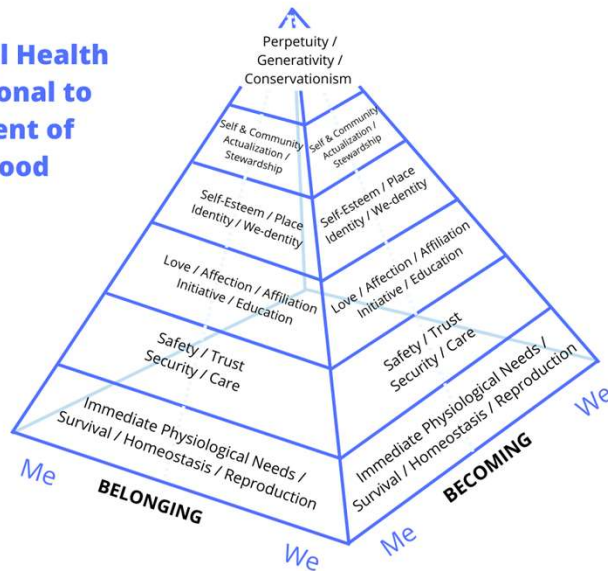 l Health
onal to
ent of
ood
Perpetuity /
Generativity /
Conservationism
Self & Community
Actualization /
Stewardship
Self & Community
Actualization /
Stewardship
Self-Esteem / Place
Identity / We-dentity
Self-Esteem / Place
Identity / We-dentity
Love / Affection / Affiliation
Initiative / Education
Love / Affection / Affiliation
Initiative / Education
Safety / Trust
Security / Care
Safety / Trust
Security / Care
Immediate Physiological Needs /
Survival / Homeostasis / Reproduction
Immediate Physiological Needs /
Survival / Homeostasis / Reproduction
Me
BELONGING
We
Me
BECOMING
We